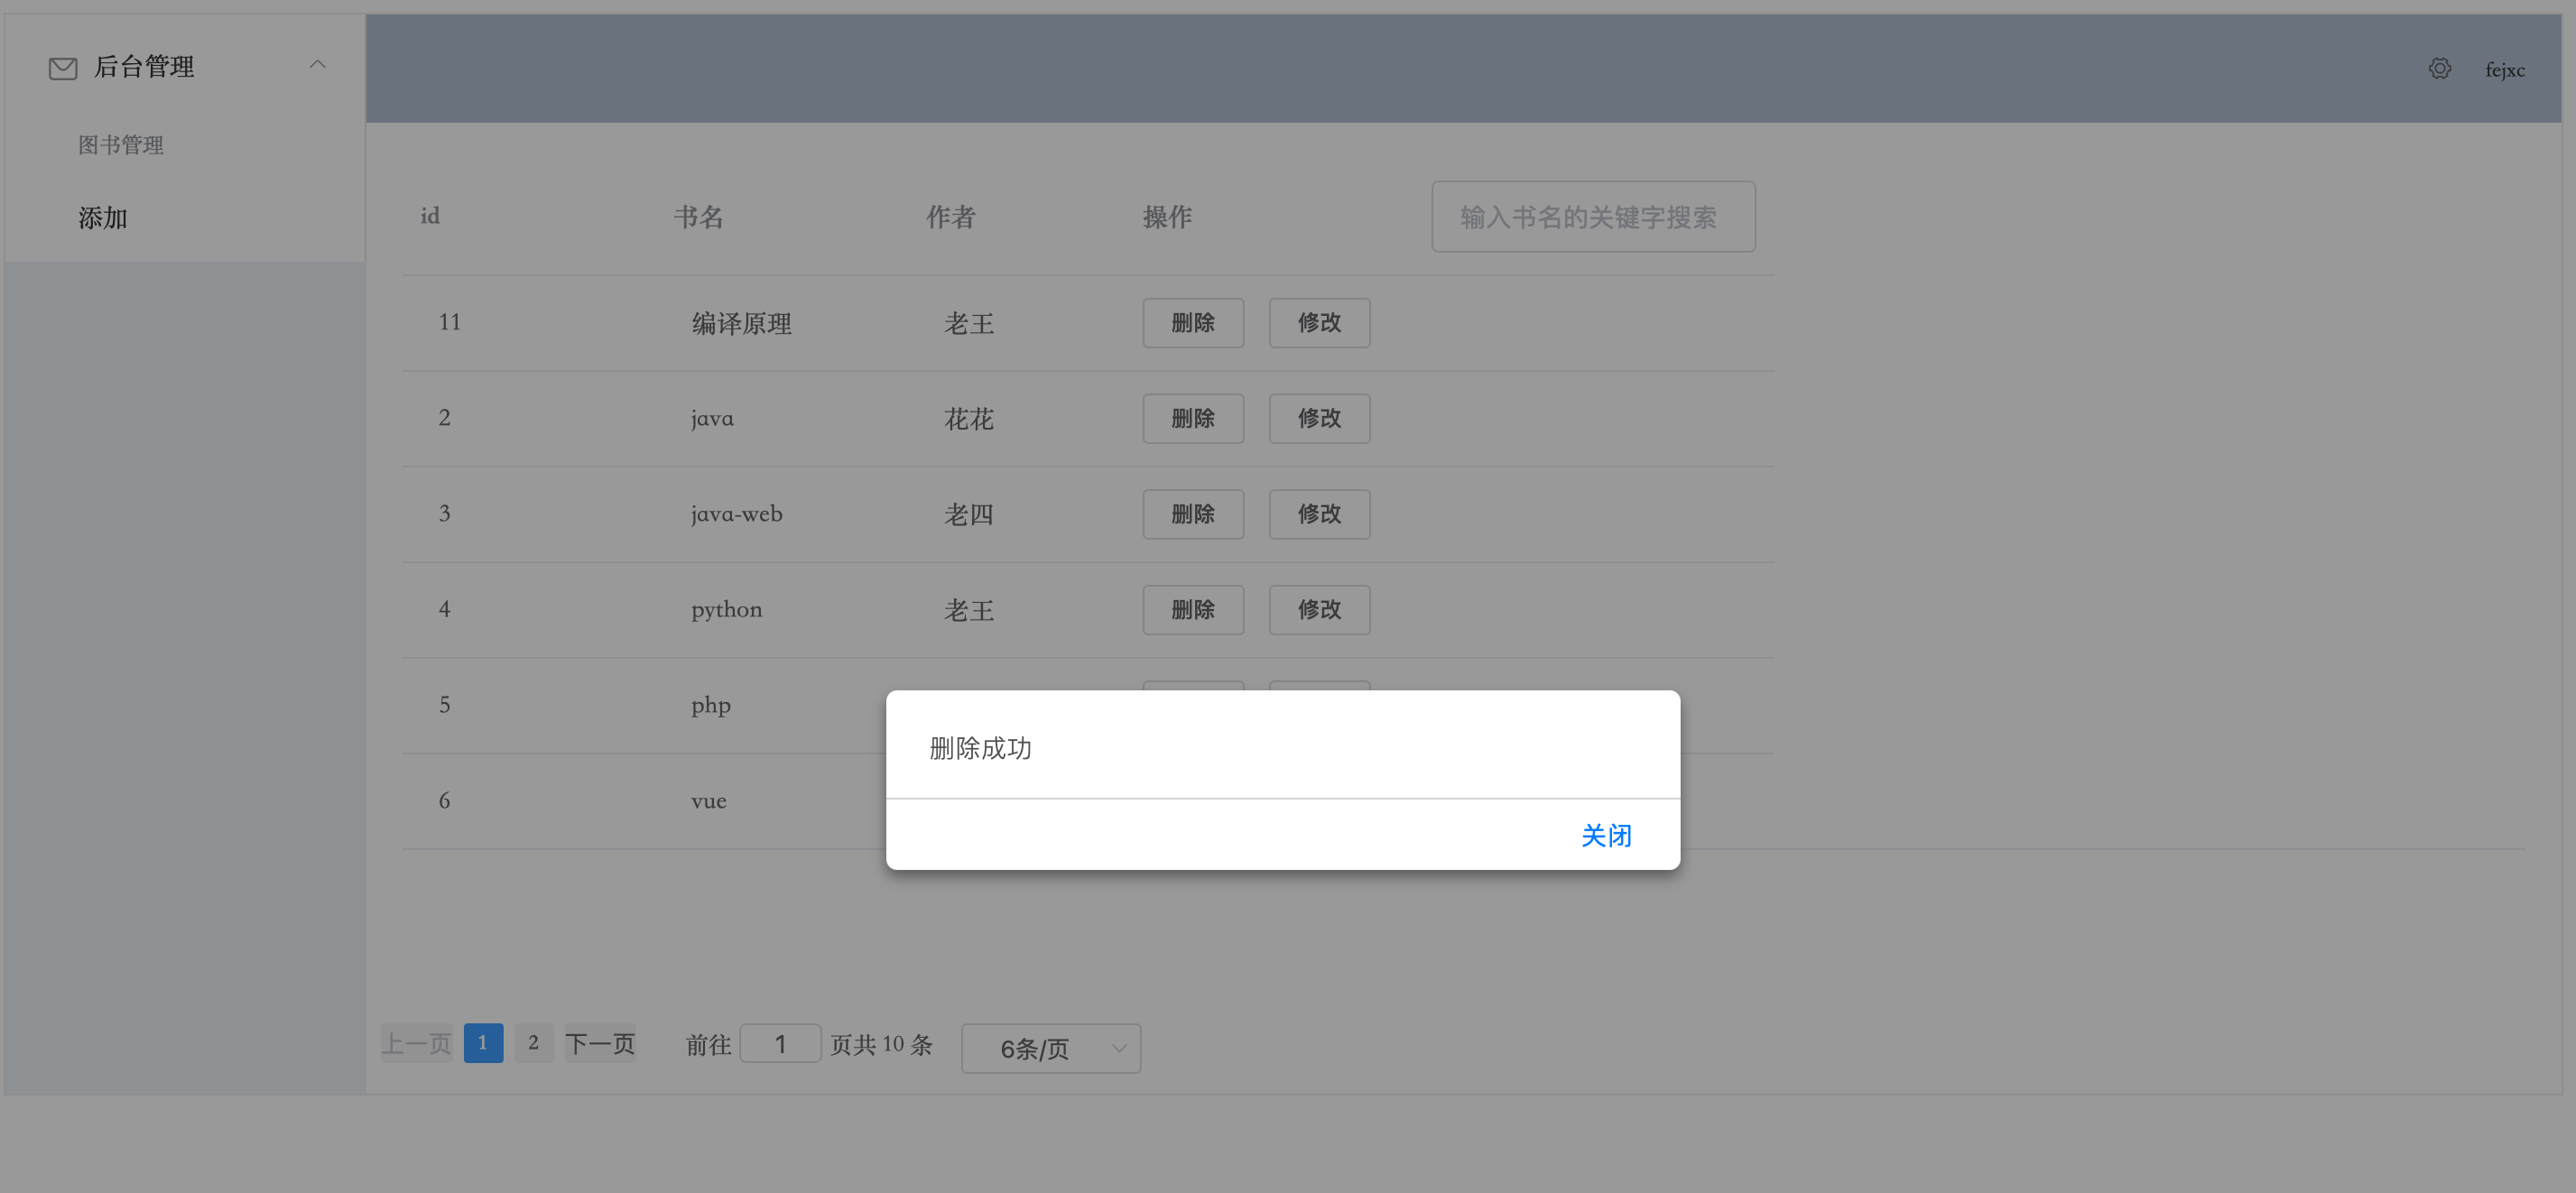 后台管理
fejxc
图书管理
添加
id 书名 作者 操作 输入书名的关键字搜索
11 编译原理 老王 删除 修改
2 java 花花 删除 修改
3 java-web 老四 删除 修改
4 python 老王 删除 修改
5 php
删除成功
6 vue
关闭
上一页 1 2 下一页 前往 1 页共 10 条 6条/页